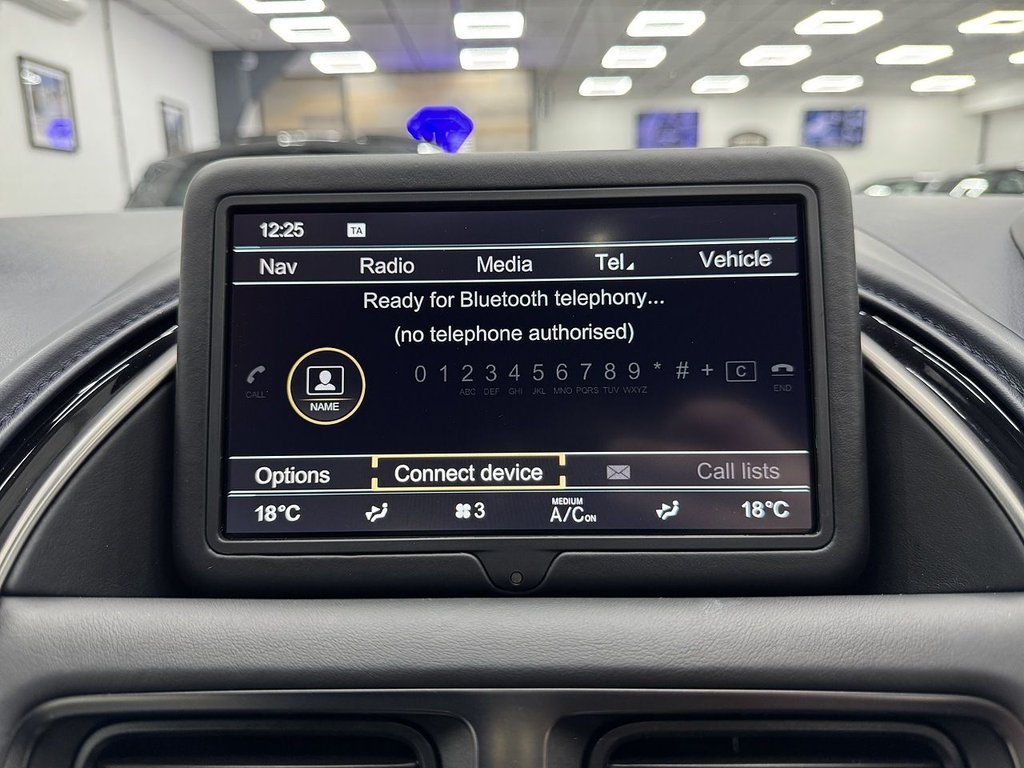 12:25 TA
Nav Radio Media Tel Vehicle
Ready for Bluetooth telephony...
(no telephone authorised)
0 1 2 3 4 5 6 7 8 9 * # + C
CALL ABC DEF GHI JKL MNO PQRS TUV WXYZ END
NAME
Options Connect device Call lists
MEDIUM
18°C 3 A/C ON 18°C